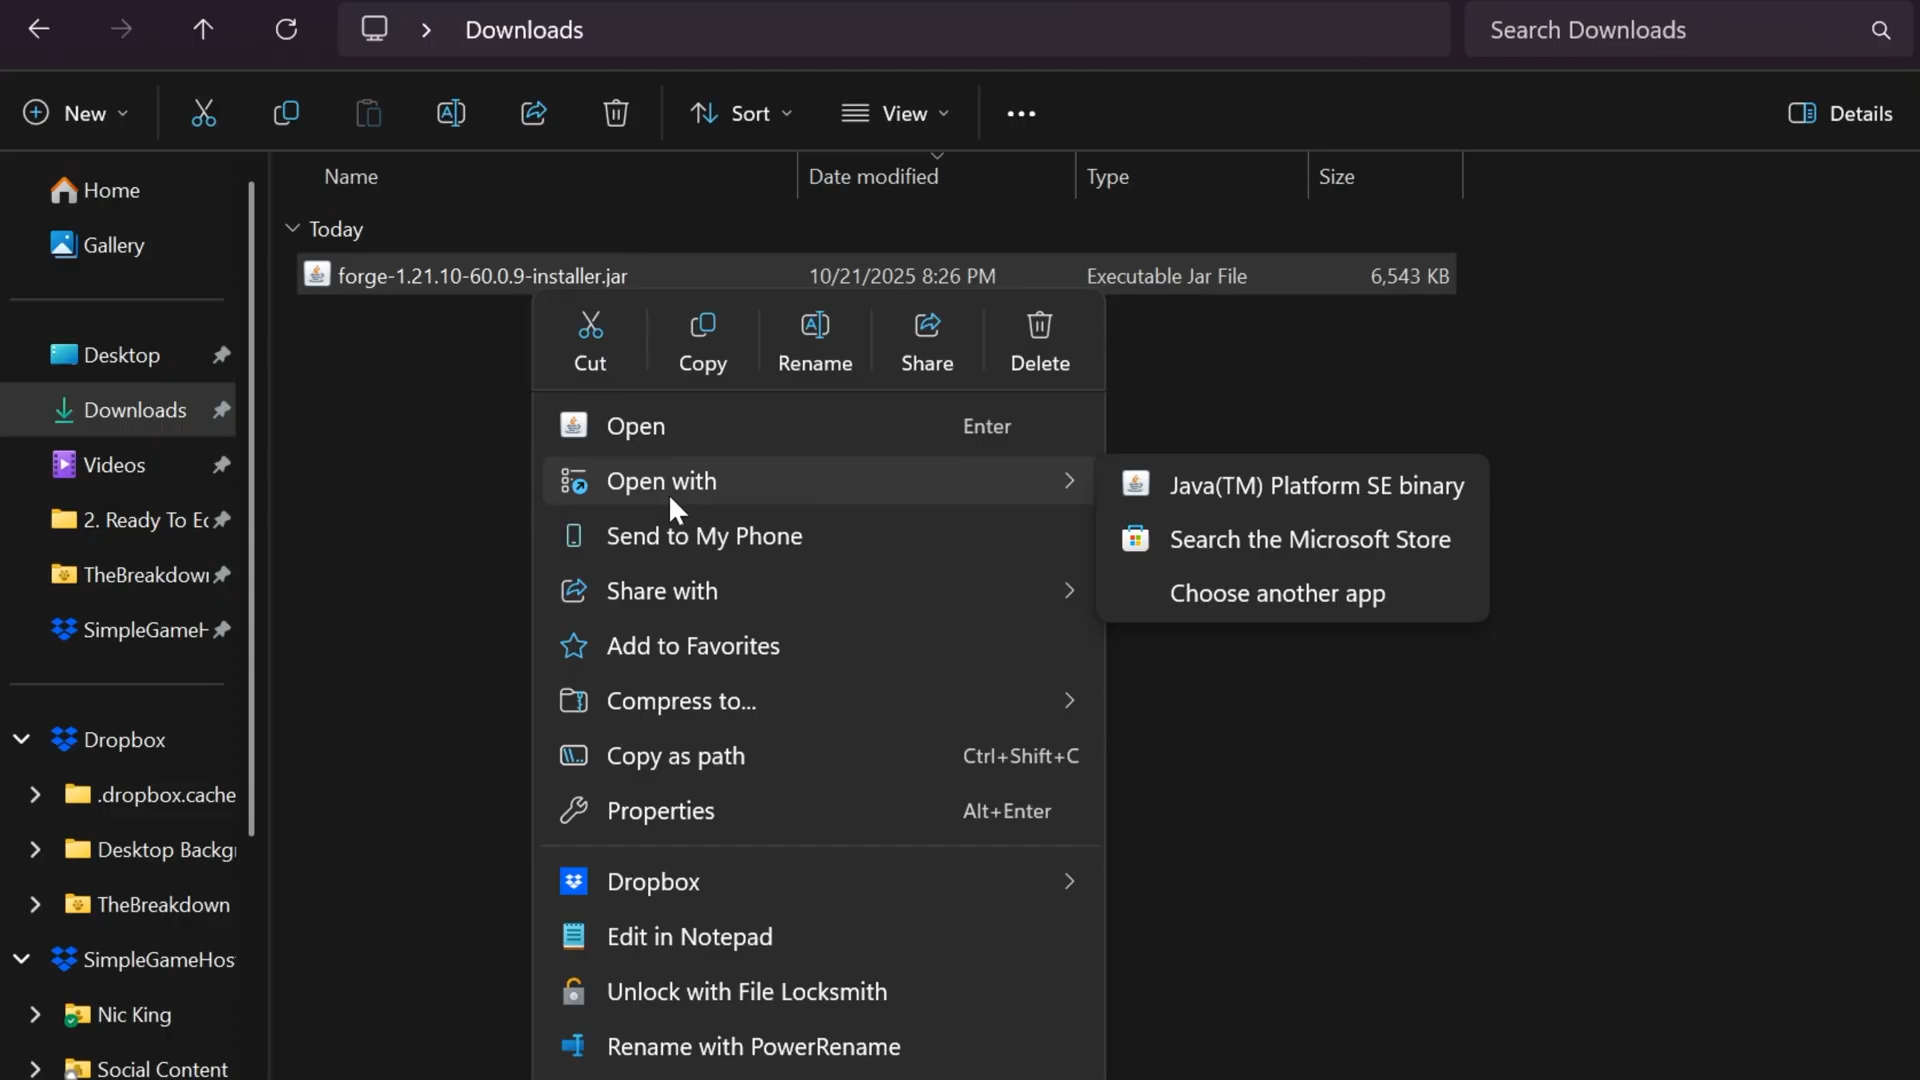 Downloads
Search Downloads
New
Sort
View
Details
Name
Date modified
Type
Size
Today
forge-1.21.10-60.0.9-installer.jar
10/21/2025 8:26 PM
Executable Jar File
6,543 KB
Home
Gallery
Desktop
Downloads
Videos
2. Ready To Ec
TheBreakdow
SimpleGameH
Dropbox
.dropbox.cache
Desktop Backg
TheBreakdown
SimpleGameHos
Nic King
Social Content
Cut
Copy
Rename
Share
Delete
Open
Enter
Open with
Send to My Phone
Share with
Add to Favorites
Compress to...
Copy as path
Ctrl+Shift+C
Properties
Alt+Enter
Dropbox
Edit in Notepad
Unlock with File Locksmith
Rename with PowerRename
Java(TM) Platform SE binary
Search the Microsoft Store
Choose another app